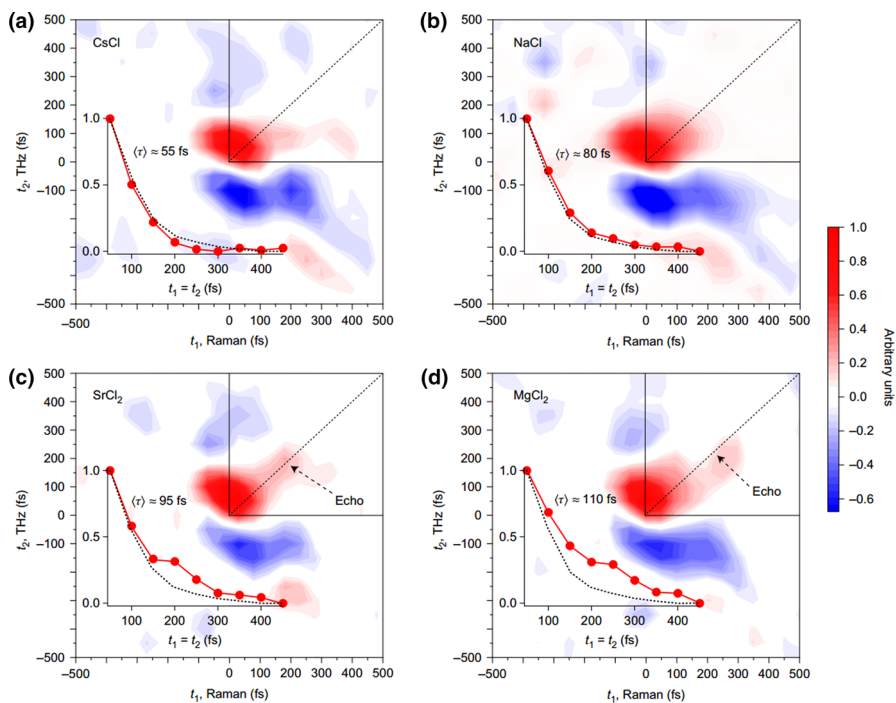 (a)
500
400
300
200
100
0
–100
–500
t₂, THz (fs)
CsCl
1.0
0.5
0.0
⟨τ⟩ ≈ 55 fs
100 200 300 400
t₁ = t₂ (fs)
–500 0 100 200 300 400 500
t₁, Raman (fs)
(b)
500
400
300
200
100
0
–100
–500
t₂, THz (fs)
NaCl
1.0
0.5
0.0
⟨τ⟩ ≈ 80 fs
100 200 300 400
t₁ = t₂ (fs)
–500 0 100 200 300 400 500
t₁, Raman (fs)
(c)
500
400
300
200
100
0
–100
–500
t₂, THz (fs)
SrCl₂
1.0
0.5
0.0
⟨τ⟩ ≈ 95 fs
Echo
100 200 300 400
t₁ = t₂ (fs)
–500 0 100 200 300 400 500
t₁, Raman (fs)
(d)
500
400
300
200
100
0
–100
–500
t₂, THz (fs)
MgCl₂
1.0
0.5
0.0
⟨τ⟩ ≈ 110 fs
Echo
100 200 300 400
t₁ = t₂ (fs)
–500 0 100 200 300 400 500
t₁, Raman (fs)
1.0
0.8
0.6
0.4
0.2
0.0
–0.2
–0.4
–0.6
Arbitrary units